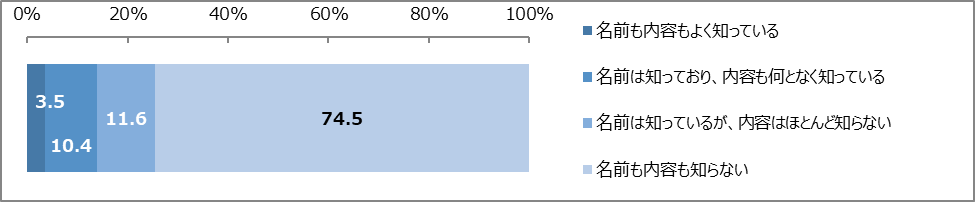 0% 20% 40% 60% 80% 100%
3.5
10.4
11.6
74.5
名前も内容もよく知っている
名前は知っており、内容も何となく知っている
名前は知っているが、内容はほとんど知らない
名前も内容も知らない